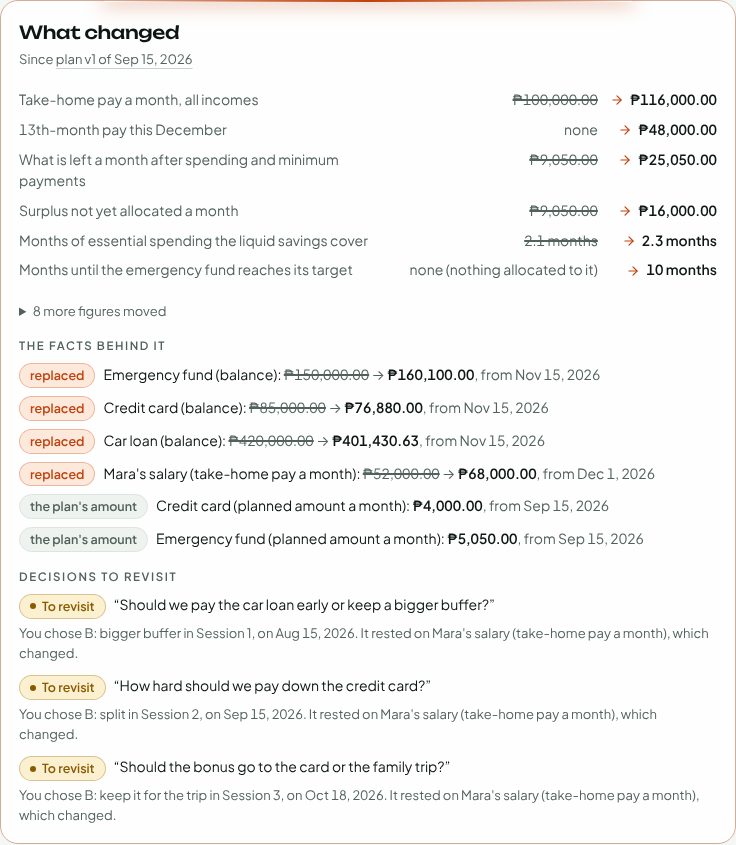 What changed
Since plan v1 of Sep 15, 2026
Take-home pay a month, all incomes ₱100,000.00 → ₱116,000.00
13th-month pay this December none → ₱48,000.00
What is left a month after spending and minimum payments ₱9,050.00 → ₱25,050.00
Surplus not yet allocated a month ₱9,050.00 → ₱16,000.00
Months of essential spending the liquid savings cover 2.1 months → 2.3 months
Months until the emergency fund reaches its target none (nothing allocated to it) → 10 months
▶ 8 more figures moved
THE FACTS BEHIND IT
replaced Emergency fund (balance): ₱150,000.00 → ₱160,100.00, from Nov 15, 2026
replaced Credit card (balance): ₱85,000.00 → ₱76,880.00, from Nov 15, 2026
replaced Car loan (balance): ₱420,000.00 → ₱401,430.63, from Nov 15, 2026
replaced Mara's salary (take-home pay a month): ₱52,000.00 → ₱68,000.00, from Dec 1, 2026
the plan's amount Credit card (planned amount a month): ₱4,000.00, from Sep 15, 2026
the plan's amount Emergency fund (planned amount a month): ₱5,050.00, from Sep 15, 2026
DECISIONS TO REVISIT
• To revisit “Should we pay the car loan early or keep a bigger buffer?”
You chose B: bigger buffer in Session 1, on Aug 15, 2026. It rested on Mara's salary (take-home pay a month), which
changed.
• To revisit “How hard should we pay down the credit card?”
You chose B: split in Session 2, on Sep 15, 2026. It rested on Mara's salary (take-home pay a month), which
changed.
• To revisit “Should the bonus go to the card or the family trip?”
You chose B: keep it for the trip in Session 3, on Oct 18, 2026. It rested on Mara's salary (take-home pay a month),
which changed.